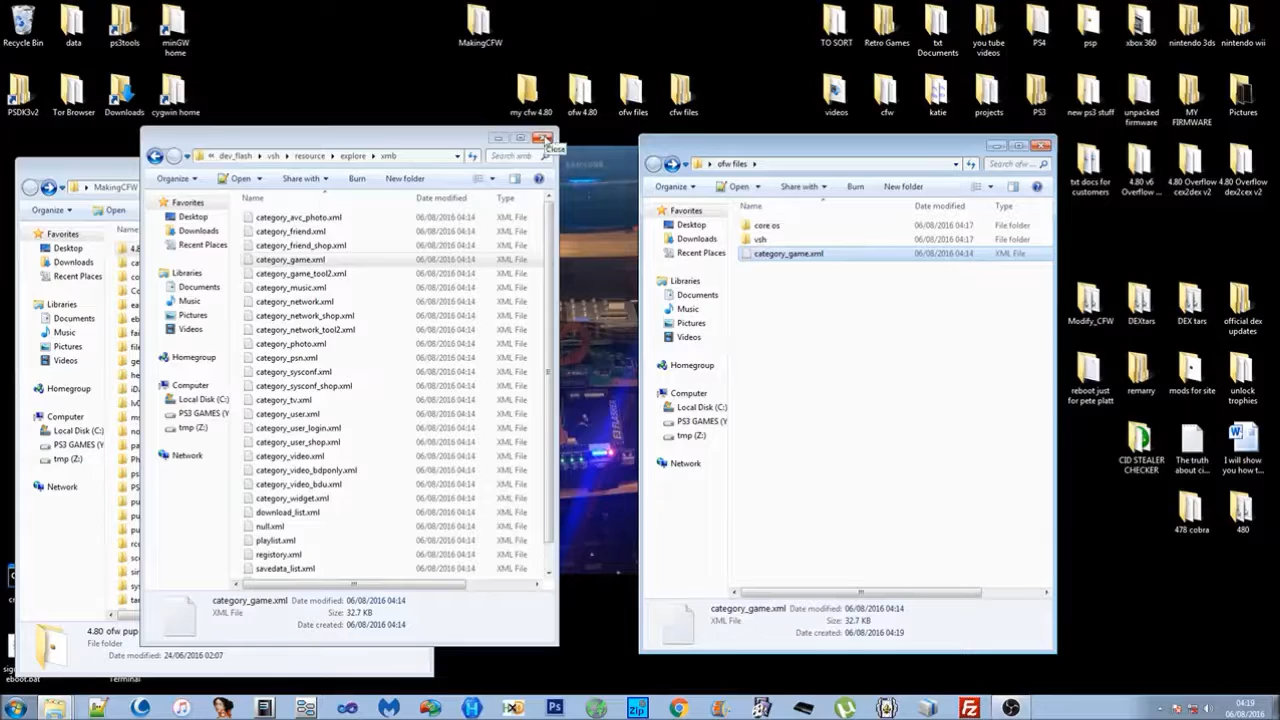 Recycle Bin
data
ps3tools
minGW home
MakingCFW
TO SORT
Retro Games
txt Documents
you tube videos
PS4
psp
xbox 360
nintendo 3ds
nintendo wii
PSDK3v2
Tor Browser
Downloads
cygwin home
my cfw 4.80
ofw 4.80
ofw files
cfw files
videos
cfw
katie
projects
PS3
new ps3 stuff
unpacked firmware
MY FIRMWARE
Pictures
txt docs for customers
4.80 v6 Overflow ...
4.80 Overflow cex2dex v2
4.80 Overflow dex2cex v2
Modify_CFW
DEXtars
DEX tars
official dex updates
reboot just for pete platt
remarry
mods for site
unlock trophies
CID STEALER CHECKER
The truth about ci...
I will show you how t...
478 cobra
480
MakingCFW
Organize
Open
Favorites
Desktop
Downloads
Recent Places
Libraries
Documents
Music
Pictures
Videos
Homegroup
Computer
Local Disk (C:)
PS3 GAMES (Y
tmp (Z:)
Network
4.80 ofw pup
File folder
Date modified: 24/06/2016 02:07
dev_flash
vsh
resource
explore
xmb
Search xmb
Close
Organize
Open
Share with
Burn
New folder
Name
Date modified
Type
Favorites
Desktop
Downloads
Recent Places
Libraries
Documents
Music
Pictures
Videos
Homegroup
Computer
Local Disk (C:)
PS3 GAMES (Y
tmp (Z:)
Network
category_avc_photo.xml 06/08/2016 04:14 XML File
category_friend.xml 06/08/2016 04:14 XML File
category_friend_shop.xml 06/08/2016 04:14 XML File
category_game.xml 06/08/2016 04:14 XML File
category_game_tool2.xml 06/08/2016 04:14 XML File
category_music.xml 06/08/2016 04:14 XML File
category_network.xml 06/08/2016 04:14 XML File
category_network_shop.xml 06/08/2016 04:14 XML File
category_network_tool2.xml 06/08/2016 04:14 XML File
category_photo.xml 06/08/2016 04:14 XML File
category_psn.xml 06/08/2016 04:14 XML File
category_sysconf.xml 06/08/2016 04:14 XML File
category_sysconf_shop.xml 06/08/2016 04:14 XML File
category_tv.xml 06/08/2016 04:14 XML File
category_user.xml 06/08/2016 04:14 XML File
category_user_login.xml 06/08/2016 04:14 XML File
category_user_shop.xml 06/08/2016 04:14 XML File
category_video.xml 06/08/2016 04:14 XML File
category_video_bdponly.xml 06/08/2016 04:14 XML File
category_video_bdu.xml 06/08/2016 04:14 XML File
category_widget.xml 06/08/2016 04:14 XML File
download_list.xml 06/08/2016 04:14 XML File
null.xml 06/08/2016 04:14 XML File
playlist.xml 06/08/2016 04:14 XML File
registory.xml 06/08/2016 04:14 XML File
savedata_list.xml 06/08/2016 04:14 XML File
category_game.xml Date modified: 06/08/2016 04:14
XML File Size: 32.7 KB
Date created: 06/08/2016 04:14
ofw files
Search ofw ...
Organize
Open
Share with
Burn
New folder
Name
Date modified
Type
Favorites
Desktop
Downloads
Recent Places
Libraries
Documents
Music
Pictures
Videos
Homegroup
Computer
Local Disk (C:)
PS3 GAMES (Y
tmp (Z:)
Network
core os 06/08/2016 04:17 File folder
vsh 06/08/2016 04:17 File folder
category_game.xml 06/08/2016 04:14 XML File
category_game.xml Date modified: 06/08/2016 04:14
XML File Size: 32.7 KB
Date created: 06/08/2016 04:19
eboot.bat
Terminal
SAMSUNG
E3 FLASHER
Zip
Ps
04:19
06/08/2016